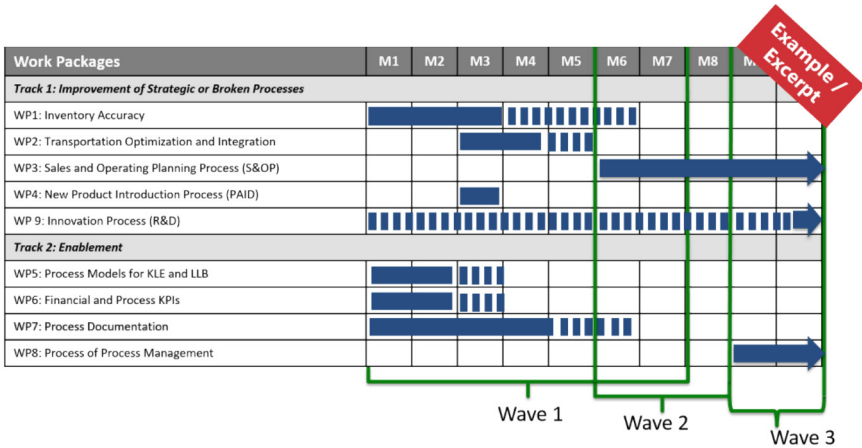 Example /
Excerpt
Work Packages M1 M2 M3 M4 M5 M6 M7 M8
Track 1: Improvement of Strategic or Broken Processes
WP1: Inventory Accuracy
WP2: Transportation Optimization and Integration
WP3: Sales and Operating Planning Process (S&OP)
WP4: New Product Introduction Process (PAID)
WP 9: Innovation Process (R&D)
Track 2: Enablement
WP5: Process Models for KLE and LLB
WP6: Financial and Process KPIs
WP7: Process Documentation
WP8: Process of Process Management
Wave 1
Wave 2
Wave 3